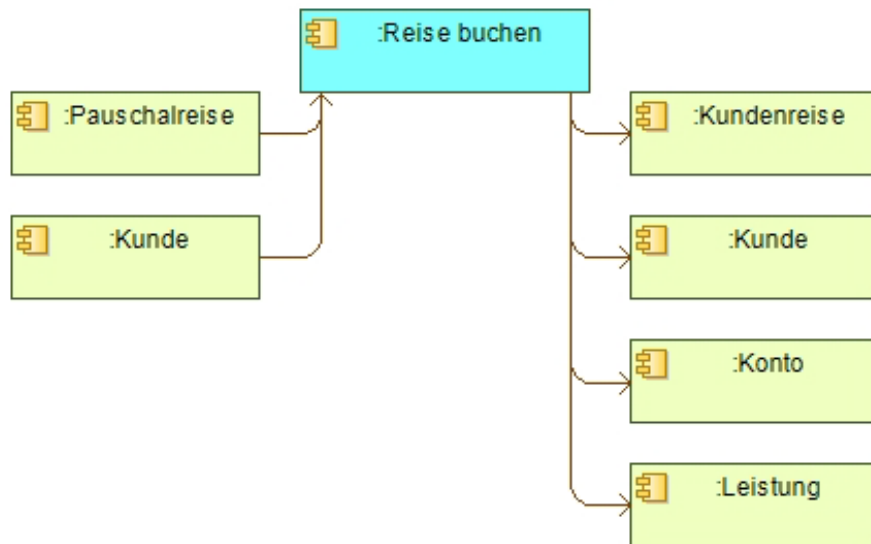 :Reise buchen
:Pauschalreise
:Kunde
:Kundenreise
:Kunde
:Konto
:Leistung